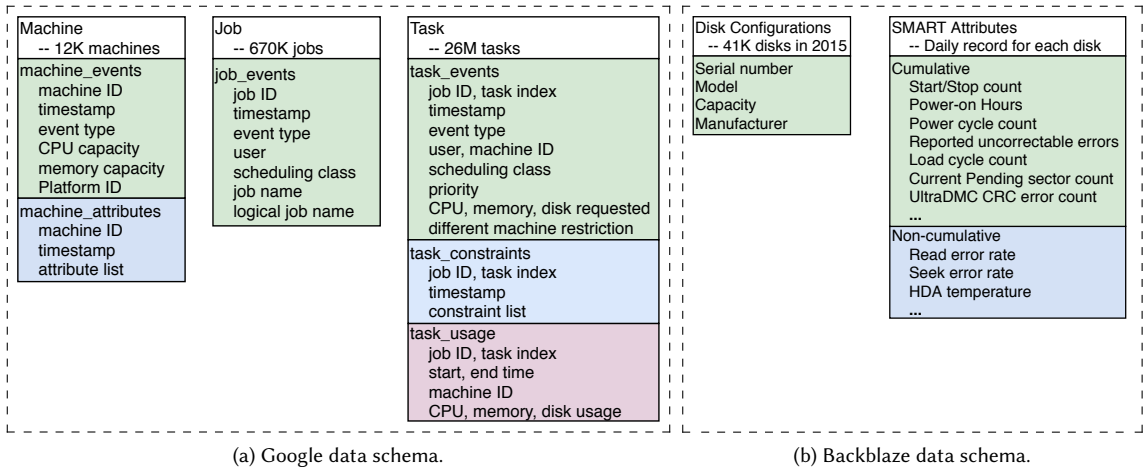 Machine
-- 12K machines
machine_events
machine ID
timestamp
event type
CPU capacity
memory capacity
Platform ID
machine_attributes
machine ID
timestamp
attribute list
Job
-- 670K jobs
job_events
job ID
timestamp
event type
user
scheduling class
job name
logical job name
Task
-- 26M tasks
task_events
job ID, task index
timestamp
event type
user, machine ID
scheduling class
priority
CPU, memory, disk requested
different machine restriction
task_constraints
job ID, task index
timestamp
constraint list
task_usage
job ID, task index
start, end time
machine ID
CPU, memory, disk usage
(a) Google data schema.
Disk Configurations
-- 41K disks in 2015
Serial number
Model
Capacity
Manufacturer
SMART Attributes
-- Daily record for each disk
Cumulative
Start/Stop count
Power-on Hours
Power cycle count
Reported uncorrectable errors
Load cycle count
Current Pending sector count
UltraDMC CRC error count
...
Non-cumulative
Read error rate
Seek error rate
HDA temperature
...
(b) Backblaze data schema.